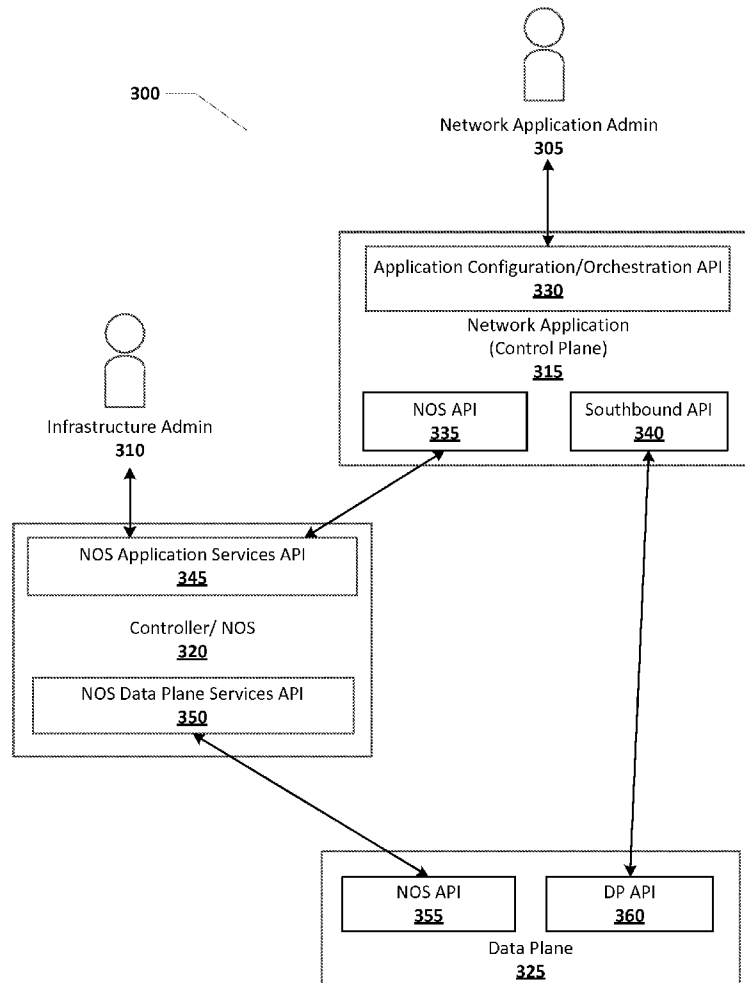 300
Network Application Admin
305
Application Configuration/Orchestration API
330
Network Application
(Control Plane)
315
NOS API
335
Southbound API
340
Infrastructure Admin
310
NOS Application Services API
345
Controller/ NOS
320
NOS Data Plane Services API
350
NOS API
355
DP API
360
Data Plane
325